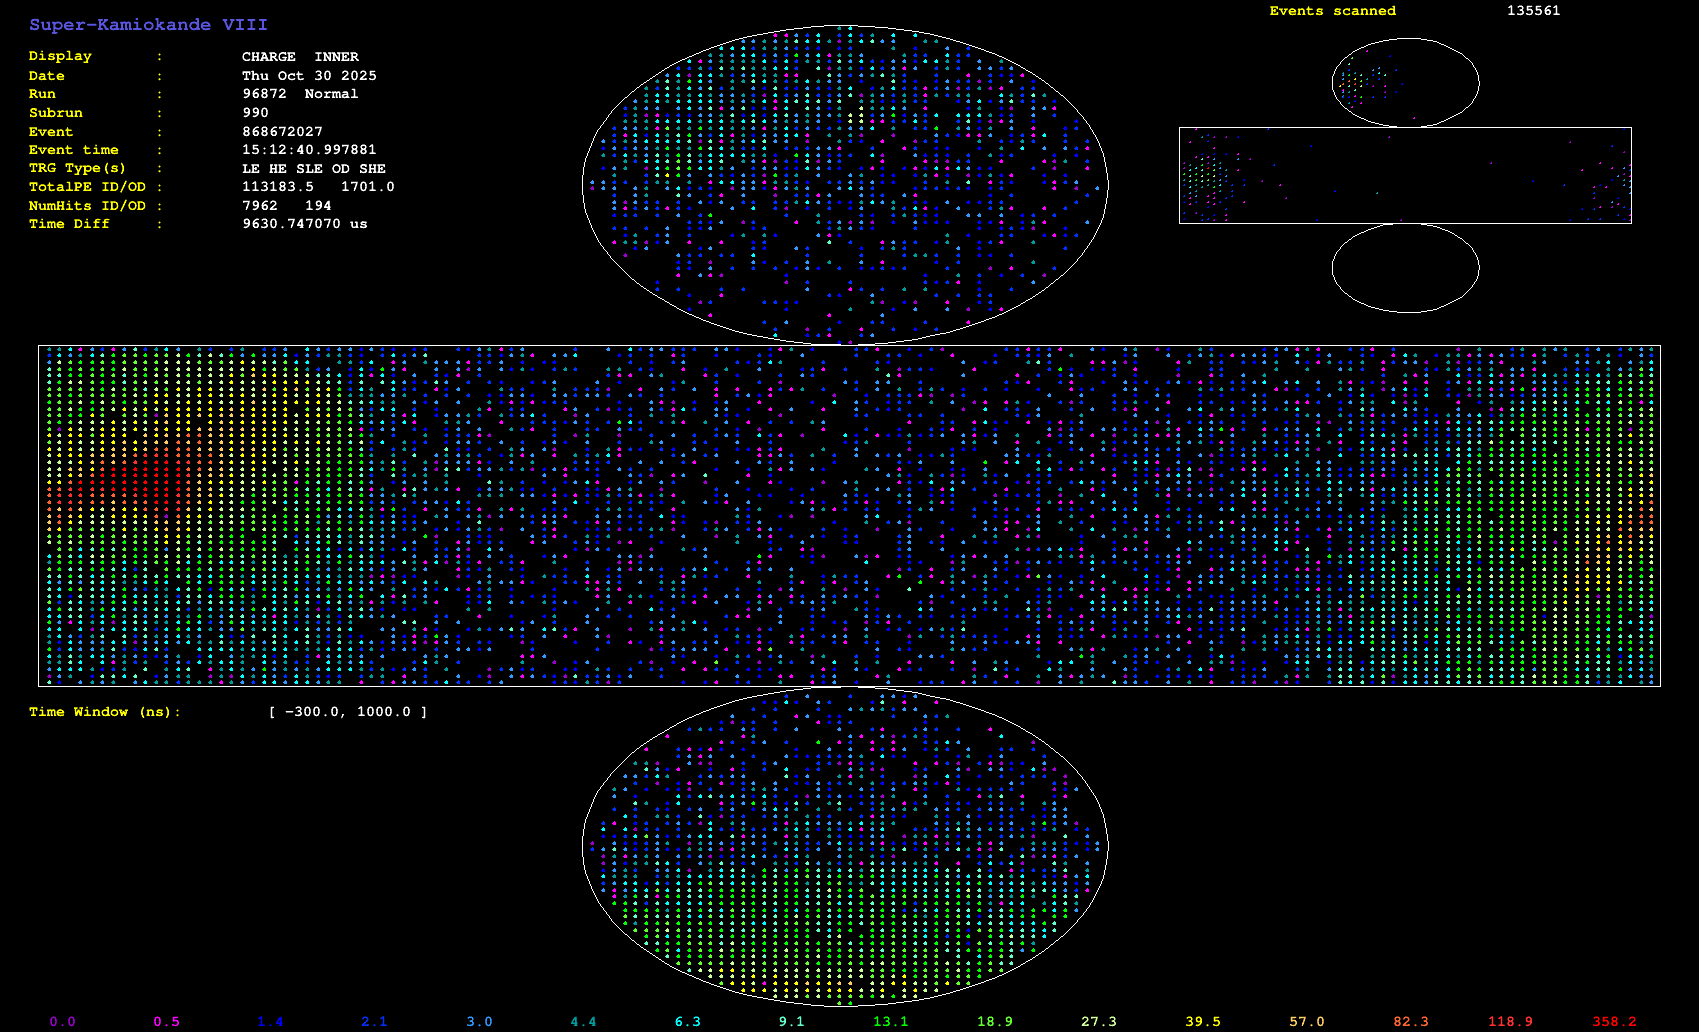 Super-Kamiokande VIII
Events scanned 135561
Display : CHARGE INNER
Date : Thu Oct 30 2025
Run : 96872 Normal
Subrun : 990
Event : 868672027
Event time : 15:12:40.997881
TRG Type(s) : LE HE SLE OD SHE
TotalPE ID/OD : 113183.5 1701.0
NumHits ID/OD : 7962 194
Time Diff : 9630.747070 us
Time Window (ns): [ -300.0, 1000.0 ]
0.0 0.5 1.4 2.1 3.0 4.4 6.3 9.1 13.1 18.9 27.3 39.5 57.0 82.3 118.9 358.2